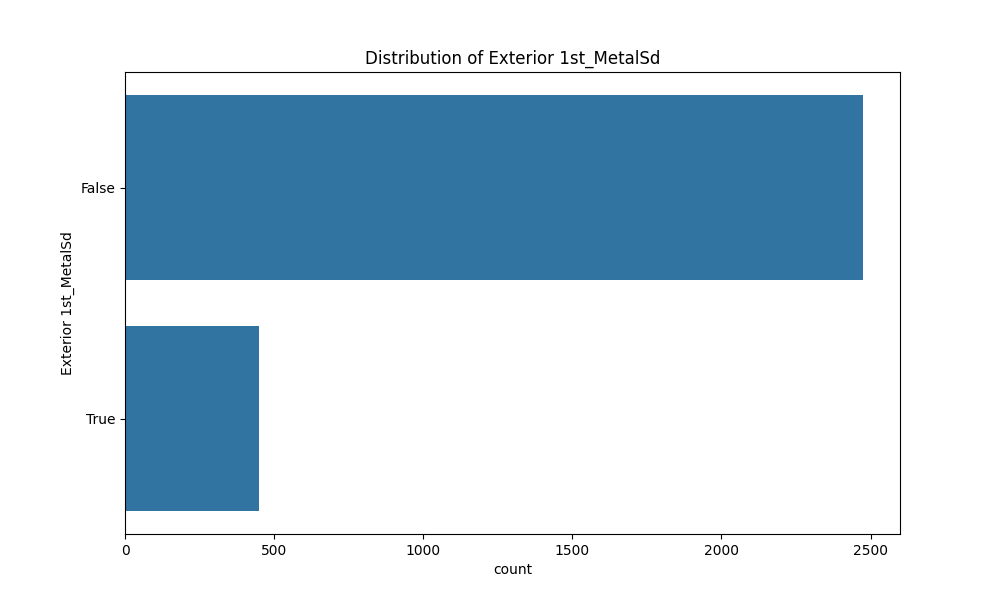 Distribution of Exterior 1st_MetalSd
Exterior 1st_MetalSd
False
True
0 500 1000 1500 2000 2500
count